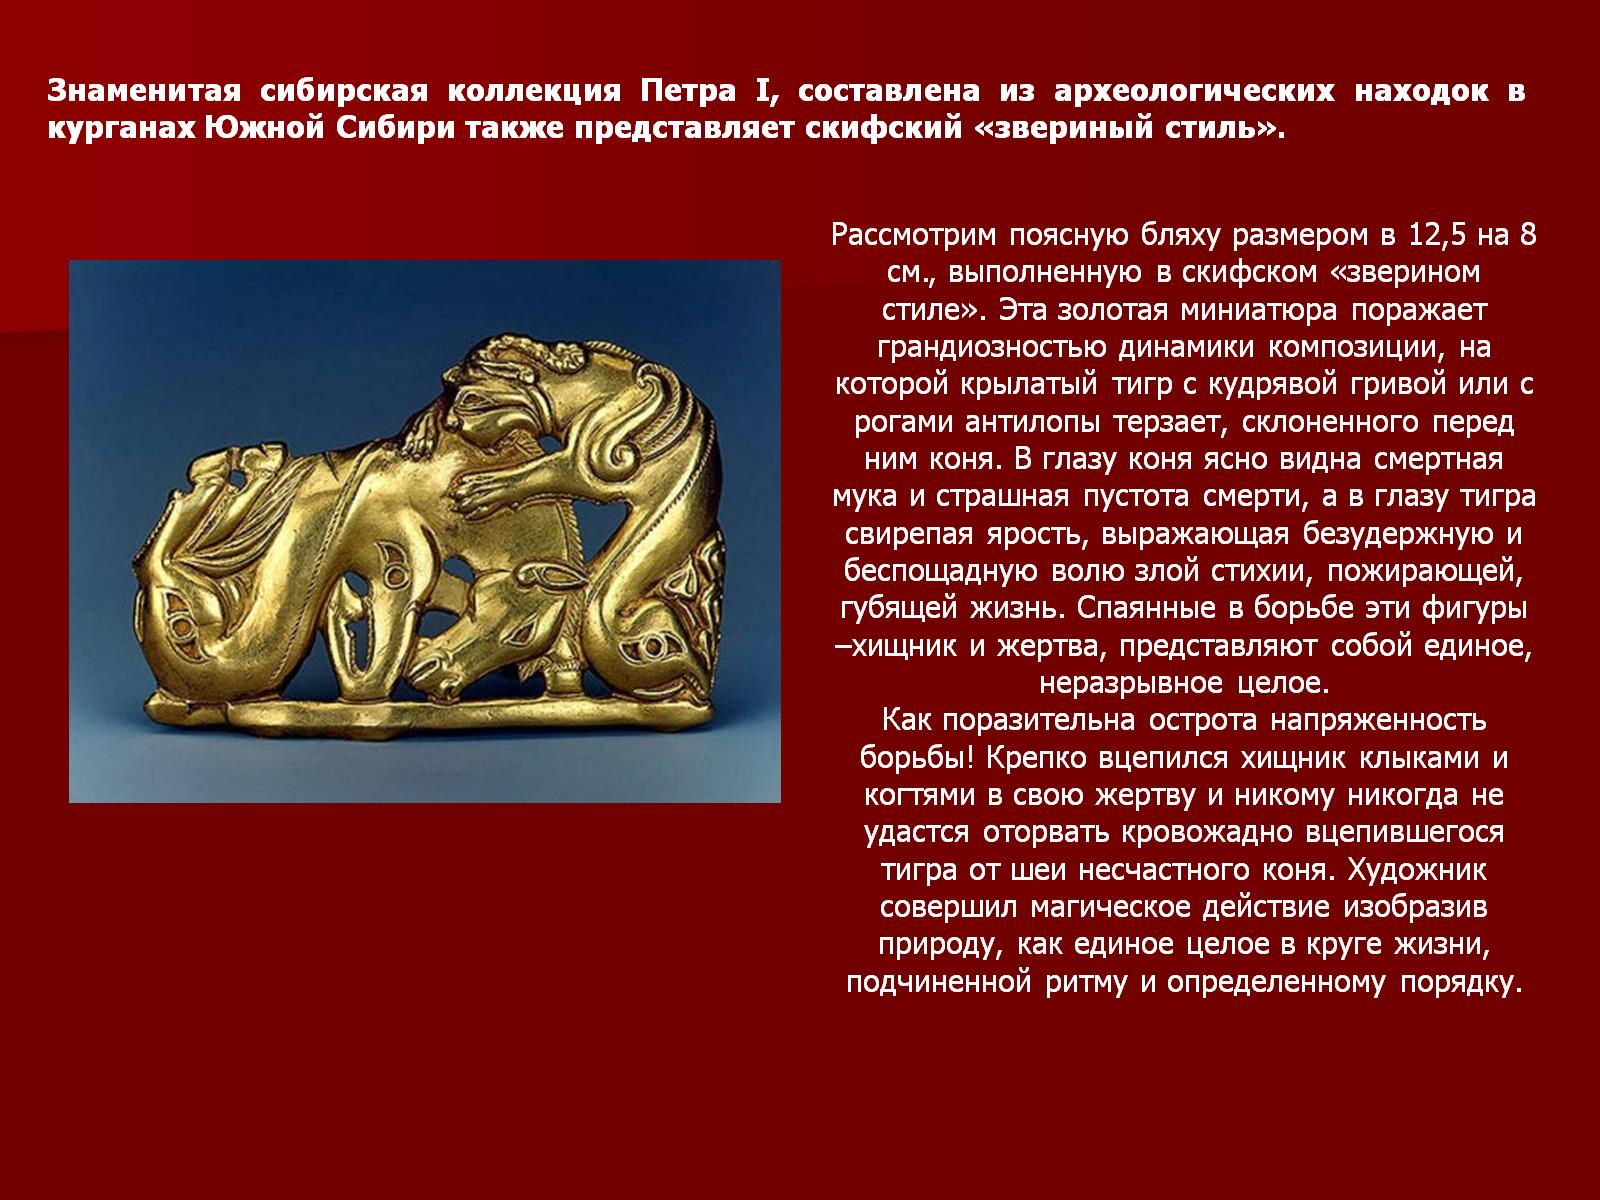 Знаменитая сибирская коллекция Петра I, составлена из археологических находок в
курганах Южной Сибири также представляет скифский «звериный стиль».
Рассмотрим поясную бляху размером в 12,5 на 8
см., выполненную в скифском «зверином
стиле». Эта золотая миниатюра поражает
грандиозностью динамики композиции, на
которой крылатый тигр с кудрявой гривой или с
рогами антилопы терзает, склоненного перед
ним коня. В глазу коня ясно видна смертная
мука и страшная пустота смерти, а в глазу тигра
свирепая ярость, выражающая безудержную и
беспощадную волю злой стихии, пожирающей,
губящей жизнь. Спаянные в борьбе эти фигуры
–хищник и жертва, представляют собой единое,
неразрывное целое.
Как поразительна острота напряженность
борьбы! Крепко вцепился хищник клыками и
когтями в свою жертву и никому никогда не
удастся оторвать кровожадно вцепившегося
тигра от шеи несчастного коня. Художник
совершил магическое действие изобразив
природу, как единое целое в круге жизни,
подчиненной ритму и определенному порядку.